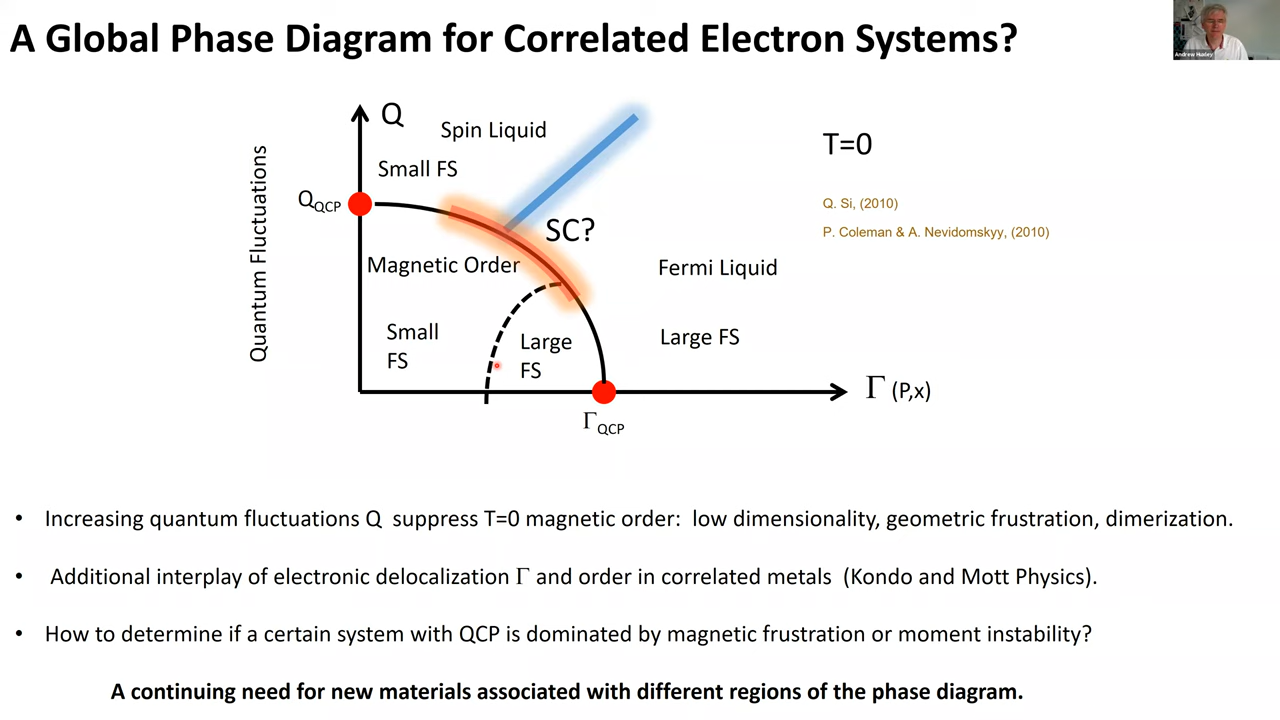 A Global Phase Diagram for Correlated Electron Systems?
Andrew Huxley
Q
Spin Liquid
T=0
Small FS
Quantum Fluctuations
Q_QCP
Q. Si, (2010)
SC?
P. Coleman & A. Nevidomskyy, (2010)
Magnetic Order
Fermi Liquid
Small
FS
Large
FS
Large FS
Γ (P,x)
Γ_QCP
• Increasing quantum fluctuations Q suppress T=0 magnetic order: low dimensionality, geometric frustration, dimerization.
• Additional interplay of electronic delocalization Γ and order in correlated metals (Kondo and Mott Physics).
• How to determine if a certain system with QCP is dominated by magnetic frustration or moment instability?
A continuing need for new materials associated with different regions of the phase diagram.